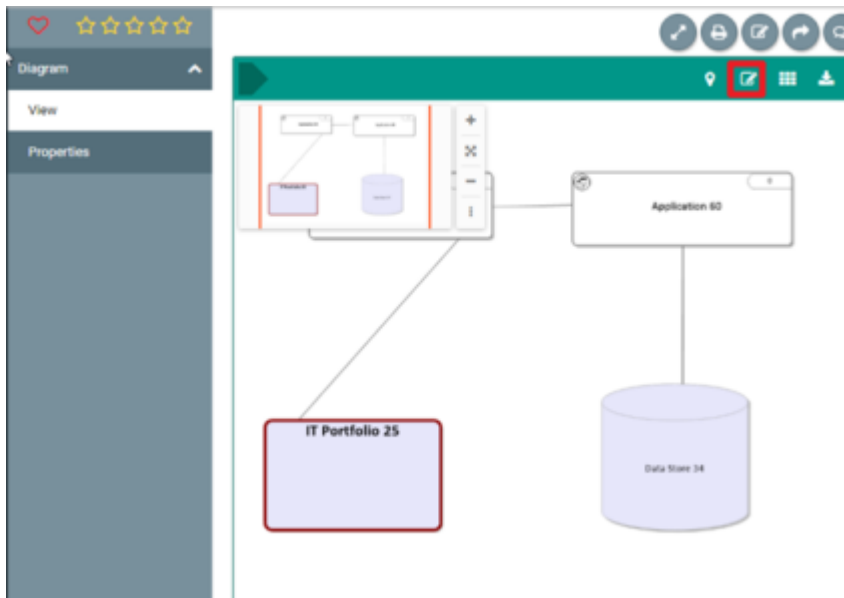 Diagram
View
Properties
Application 60
IT Portfolio 25
Data Store 34